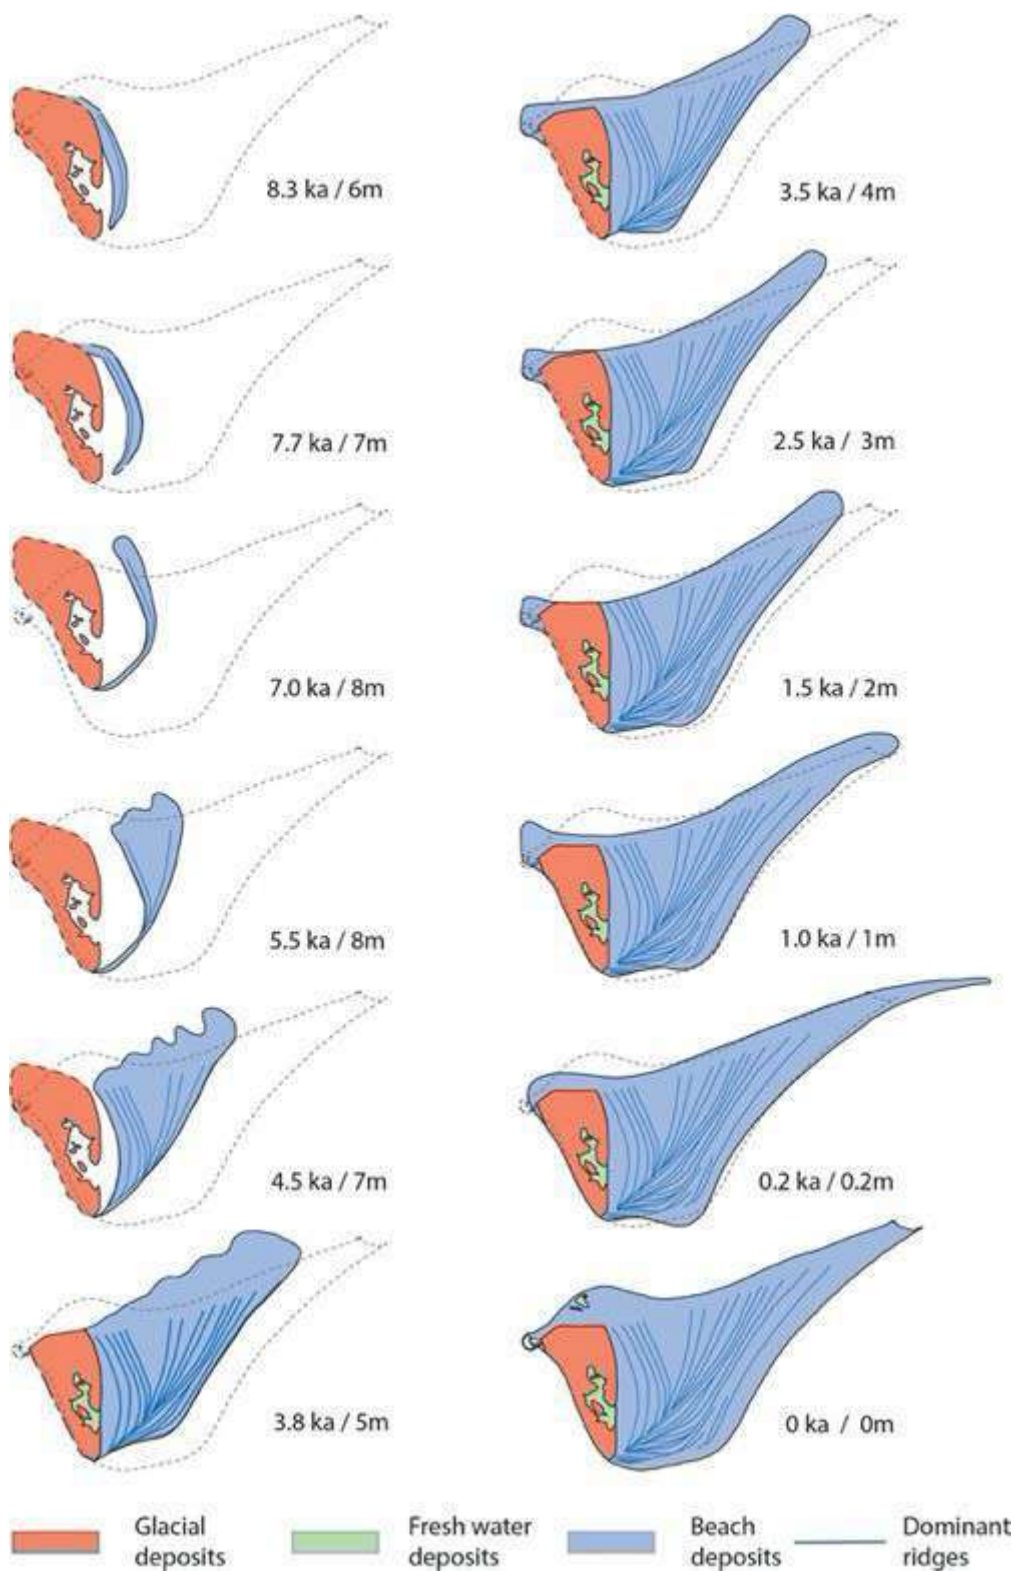 8.3 ka / 6m
3.5 ka / 4m
7.7 ka / 7m
2.5 ka / 3m
7.0 ka / 8m
1.5 ka / 2m
5.5 ka / 8m
1.0 ka / 1m
4.5 ka / 7m
0.2 ka / 0.2m
3.8 ka / 5m
0 ka / 0m
Glacial
deposits
Fresh water
deposits
Beach
deposits
Dominant
ridges